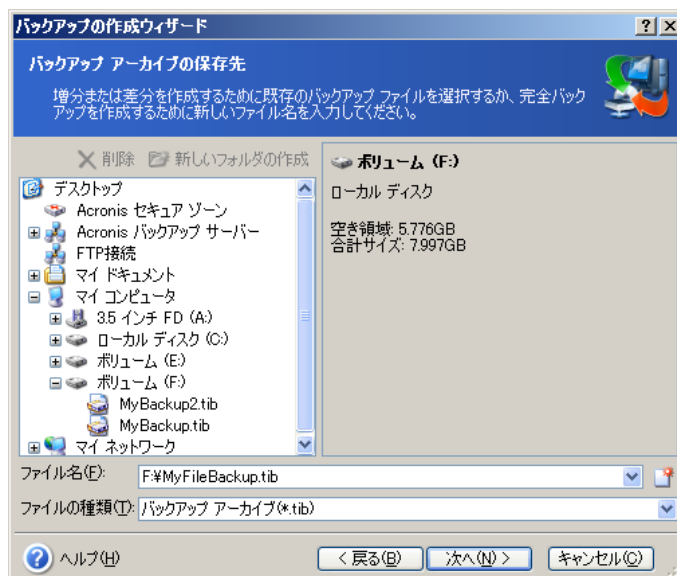 バックアップの作成ウィザード
バックアップ アーカイブの保存先
増分または差分を作成するために既存のバックアップ ファイルを選択するか、完全バック
アップを作成するために新しいファイル名を入力してください。
削除 新しいフォルダの作成
デスクトップ
Acronis セキュア ゾーン
Acronis バックアップ サーバー
FTP接続
マイ ドキュメント
マイ コンピュータ
3.5 インチ FD (A:)
ローカル ディスク (C:)
ボリューム (E:)
ボリューム (F:)
MyBackup2.tib
MyBackup.tib
マイ ネットワーク
ボリューム (F:)
ローカル ディスク
空き領域: 5.776GB
合計サイズ: 7.997GB
ファイル名(F): F:¥MyFileBackup.tib
ファイルの種類(T): バックアップ アーカイブ(*.tib)
ヘルプ(H) < 戻る(B) 次へ(N) > キャンセル(C)